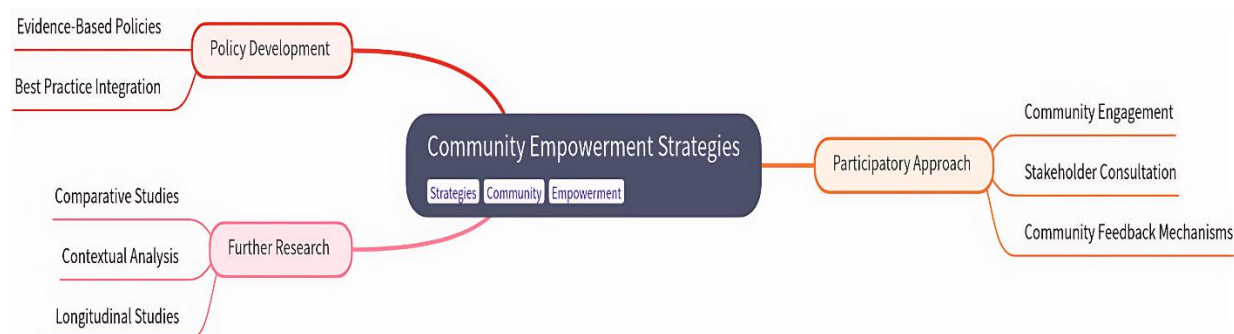 Evidence-Based Policies
Policy Development
Best Practice Integration
Community Empowerment Strategies
Strategies Community Empowerment
Comparative Studies
Contextual Analysis
Further Research
Longitudinal Studies
Participatory Approach
Community Engagement
Stakeholder Consultation
Community Feedback Mechanisms